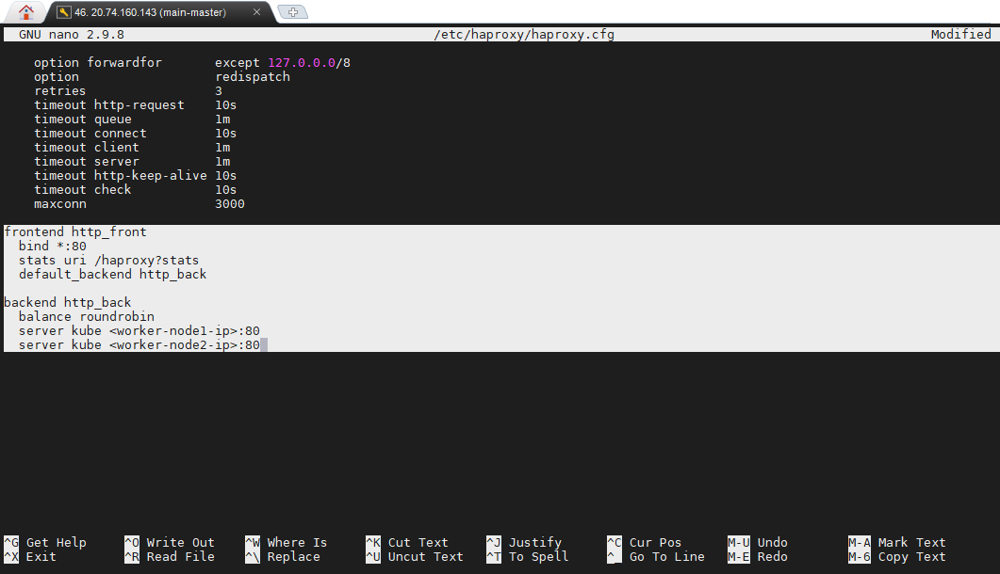 46. 20.74.160.143 (main-master)
GNU nano 2.9.8 /etc/haproxy/haproxy.cfg Modified
option forwardfor except 127.0.0.0/8
option redispatch
retries 3
timeout http-request 10s
timeout queue 1m
timeout connect 10s
timeout client 1m
timeout server 1m
timeout http-keep-alive 10s
timeout check 10s
maxconn 3000
frontend http_front
bind *:80
stats uri /haproxy?stats
default_backend http_back
backend http_back
balance roundrobin
server kube <worker-node1-ip>:80
server kube <worker-node2-ip>:80
^G Get Help ^O Write Out ^W Where Is ^K Cut Text ^J Justify ^C Cur Pos M-U Undo M-A Mark Text
^X Exit ^R Read File ^\ Replace ^U Uncut Text ^T To Spell ^_ Go To Line M-E Redo M-6 Copy Text